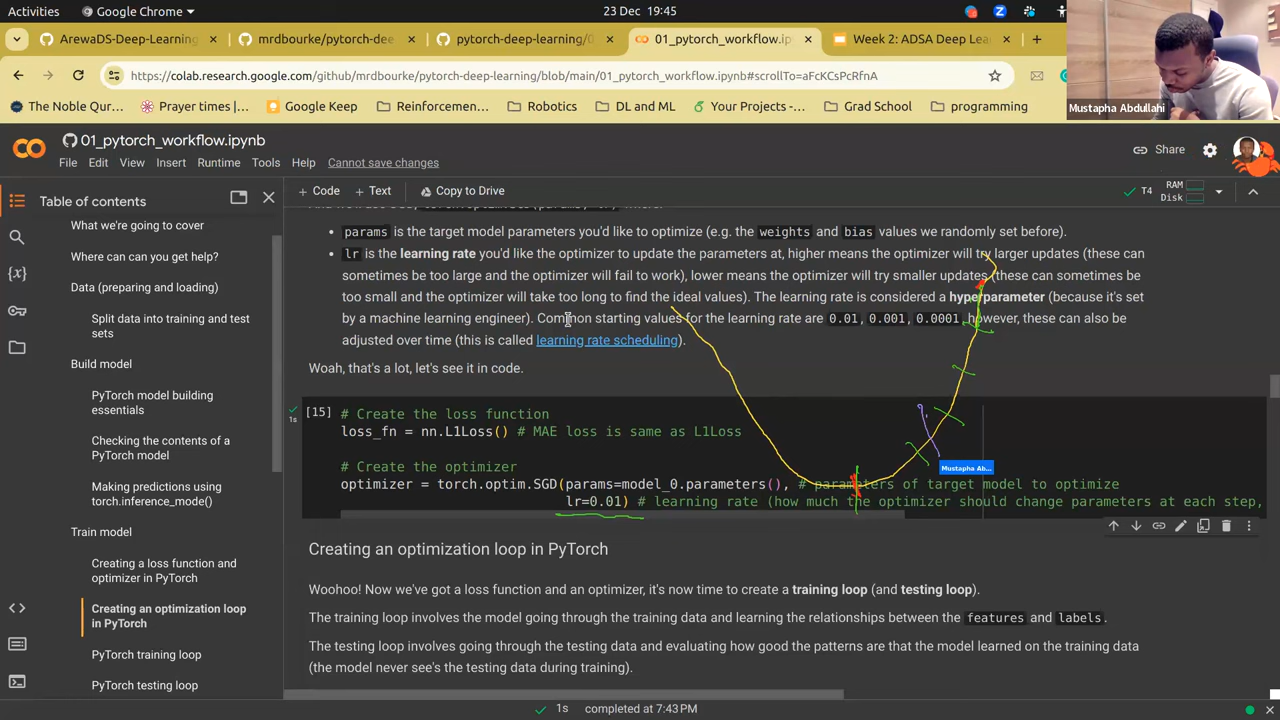 Activities Google Chrome 23 Dec 19:45
ArewaDS-Deep-Learning mrdbourke/pytorch-dee pytorch-deep-learning/0 01_pytorch_workflow.ipy Week 2: ADSA Deep Lea
https://colab.research.google.com/github/mrdbourke/pytorch-deep-learning/blob/main/01_pytorch_workflow.ipynb#scrollTo=aFcKCsPcRfnA
The Noble Qur... Prayer times |... Google Keep Reinforcemen... Robotics DL and ML Your Projects -... Grad School programming
Mustapha Abdullahi
01_pytorch_workflow.ipynb
File Edit View Insert Runtime Tools Help Cannot save changes
Share
+ Code + Text Copy to Drive
T4 RAM Disk
Table of contents
What we're going to cover
Where can you get help?
Data (preparing and loading)
Split data into training and test
sets
Build model
PyTorch model building
essentials
Checking the contents of a
PyTorch model
Making predictions using
torch.inference_mode()
Train model
Creating a loss function and
optimizer in PyTorch
Creating an optimization loop
in PyTorch
PyTorch training loop
PyTorch testing loop
params is the target model parameters you'd like to optimize (e.g. the weights and bias values we randomly set before).
lr is the learning rate you'd like the optimizer to update the parameters at, higher means the optimizer will try larger updates (these can
sometimes be too large and the optimizer will fail to work), lower means the optimizer will try smaller updates (these can sometimes be
too small and the optimizer will take too long to find the ideal values). The learning rate is considered a hyperparameter (because it's set
by a machine learning engineer). Common starting values for the learning rate are 0.01, 0.001, 0.0001, however, these can also be
adjusted over time (this is called learning rate scheduling).
Woah, that's a lot, let's see it in code.
[15] # Create the loss function
1s loss_fn = nn.L1Loss() # MAE loss is same as L1Loss
# Create the optimizer
Mustapha Ab...
optimizer = torch.optim.SGD(params=model_0.parameters(), # parameters of target model to optimize
lr=0.01) # learning rate (how much the optimizer should change parameters at each step,
Creating an optimization loop in PyTorch
Woohoo! Now we've got a loss function and an optimizer, it's now time to create a training loop (and testing loop).
The training loop involves the model going through the training data and learning the relationships between the features and labels.
The testing loop involves going through the testing data and evaluating how good the patterns are that the model learned on the training data
(the model never see's the testing data during training).
1s completed at 7:43 PM